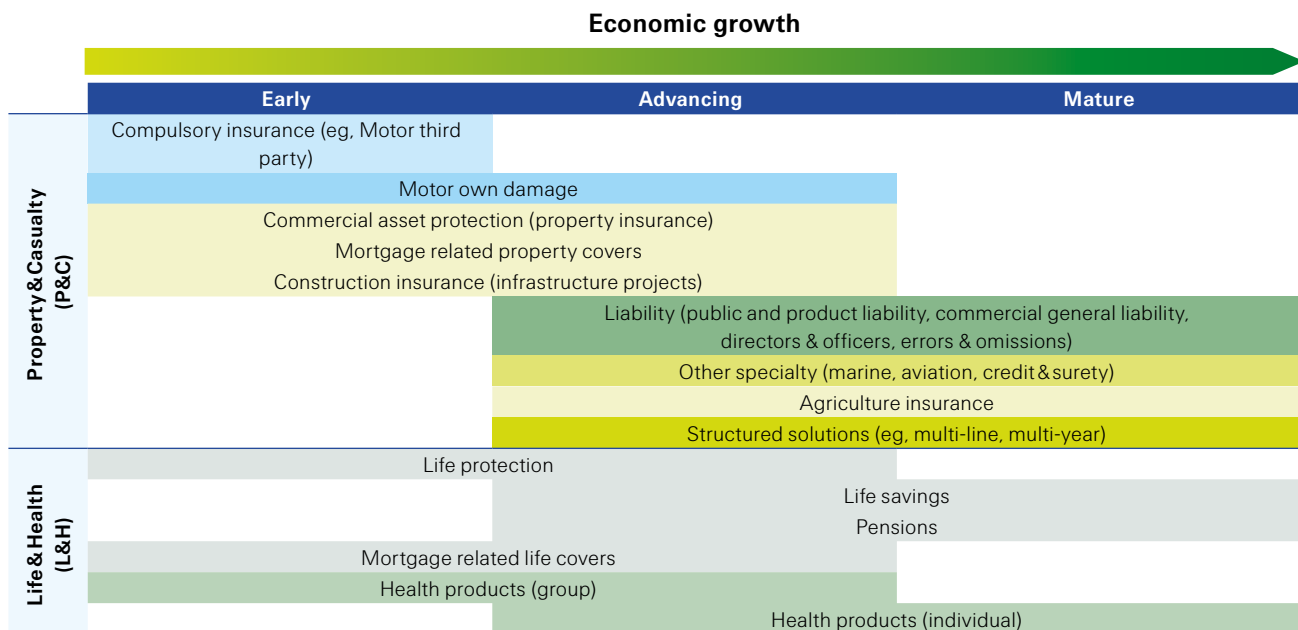 Economic growth
Early
Advancing
Mature
Property & Casualty
(P&C)
Compulsory insurance (eg, Motor third
party)
Motor own damage
Commercial asset protection (property insurance)
Mortgage related property covers
Construction insurance (infrastructure projects)
Liability (public and product liability, commercial general liability,
directors & officers, errors & omissions)
Other specialty (marine, aviation, credit & surety)
Agriculture insurance
Structured solutions (eg, multi-line, multi-year)
Life & Health
(L&H)
Life protection
Life savings
Pensions
Mortgage related life covers
Health products (group)
Health products (individual)